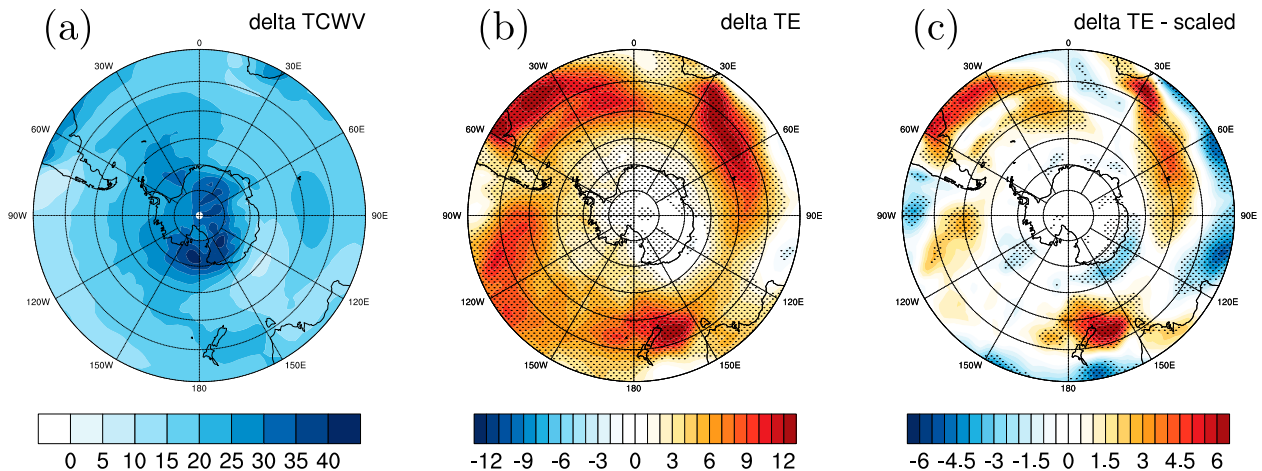 (a) delta TCWV
0
30W 30E
60W 60E
90W 90E
120W 120E
150W 150E
180
0 5 10 15 20 25 30 35 40
(b) delta TE
0
30W 30E
60W 60E
90W 90E
120W 120E
150W 150E
180
-12 -9 -6 -3 0 3 6 9 12
(c) delta TE - scaled
0
30W 30E
60W 60E
90W 90E
120W 120E
150W 150E
180
-6 -4.5 -3 -1.5 0 1.5 3 4.5 6